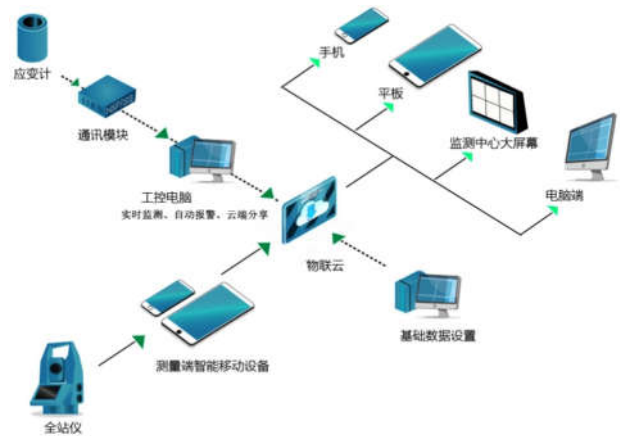 手机
应变计
平板
通讯模块
监测中心大屏幕
工控电脑
电脑端
实时监测、自动报警、云端分享
物联云
基础数据设置
测量端智能移动设备
全站仪